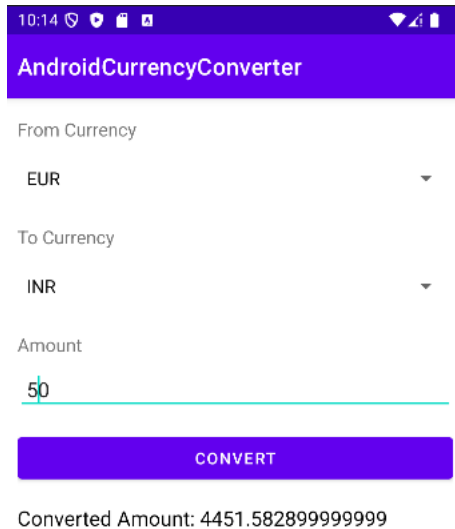 10:14
AndroidCurrencyConverter
From Currency
EUR
To Currency
INR
Amount
50
CONVERT
Converted Amount: 4451.582899999999